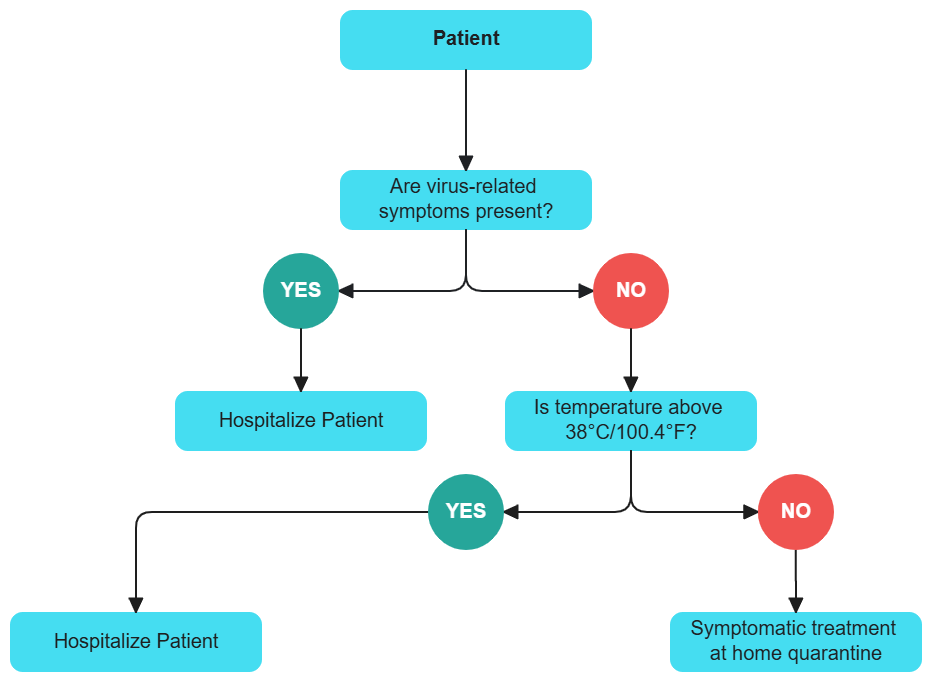 Patient
Are virus-related
symptoms present?
YES
NO
Hospitalize Patient
Is temperature above
38°C/100.4°F?
YES
NO
Hospitalize Patient
Symptomatic treatment
at home quarantine